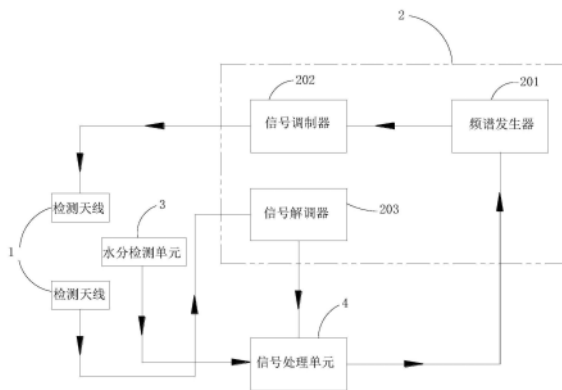 2
202
201
信号调制器
频谱发生器
检测天线
3
信号解调器
203
1
水分检测单元
检测天线
4
信号处理单元